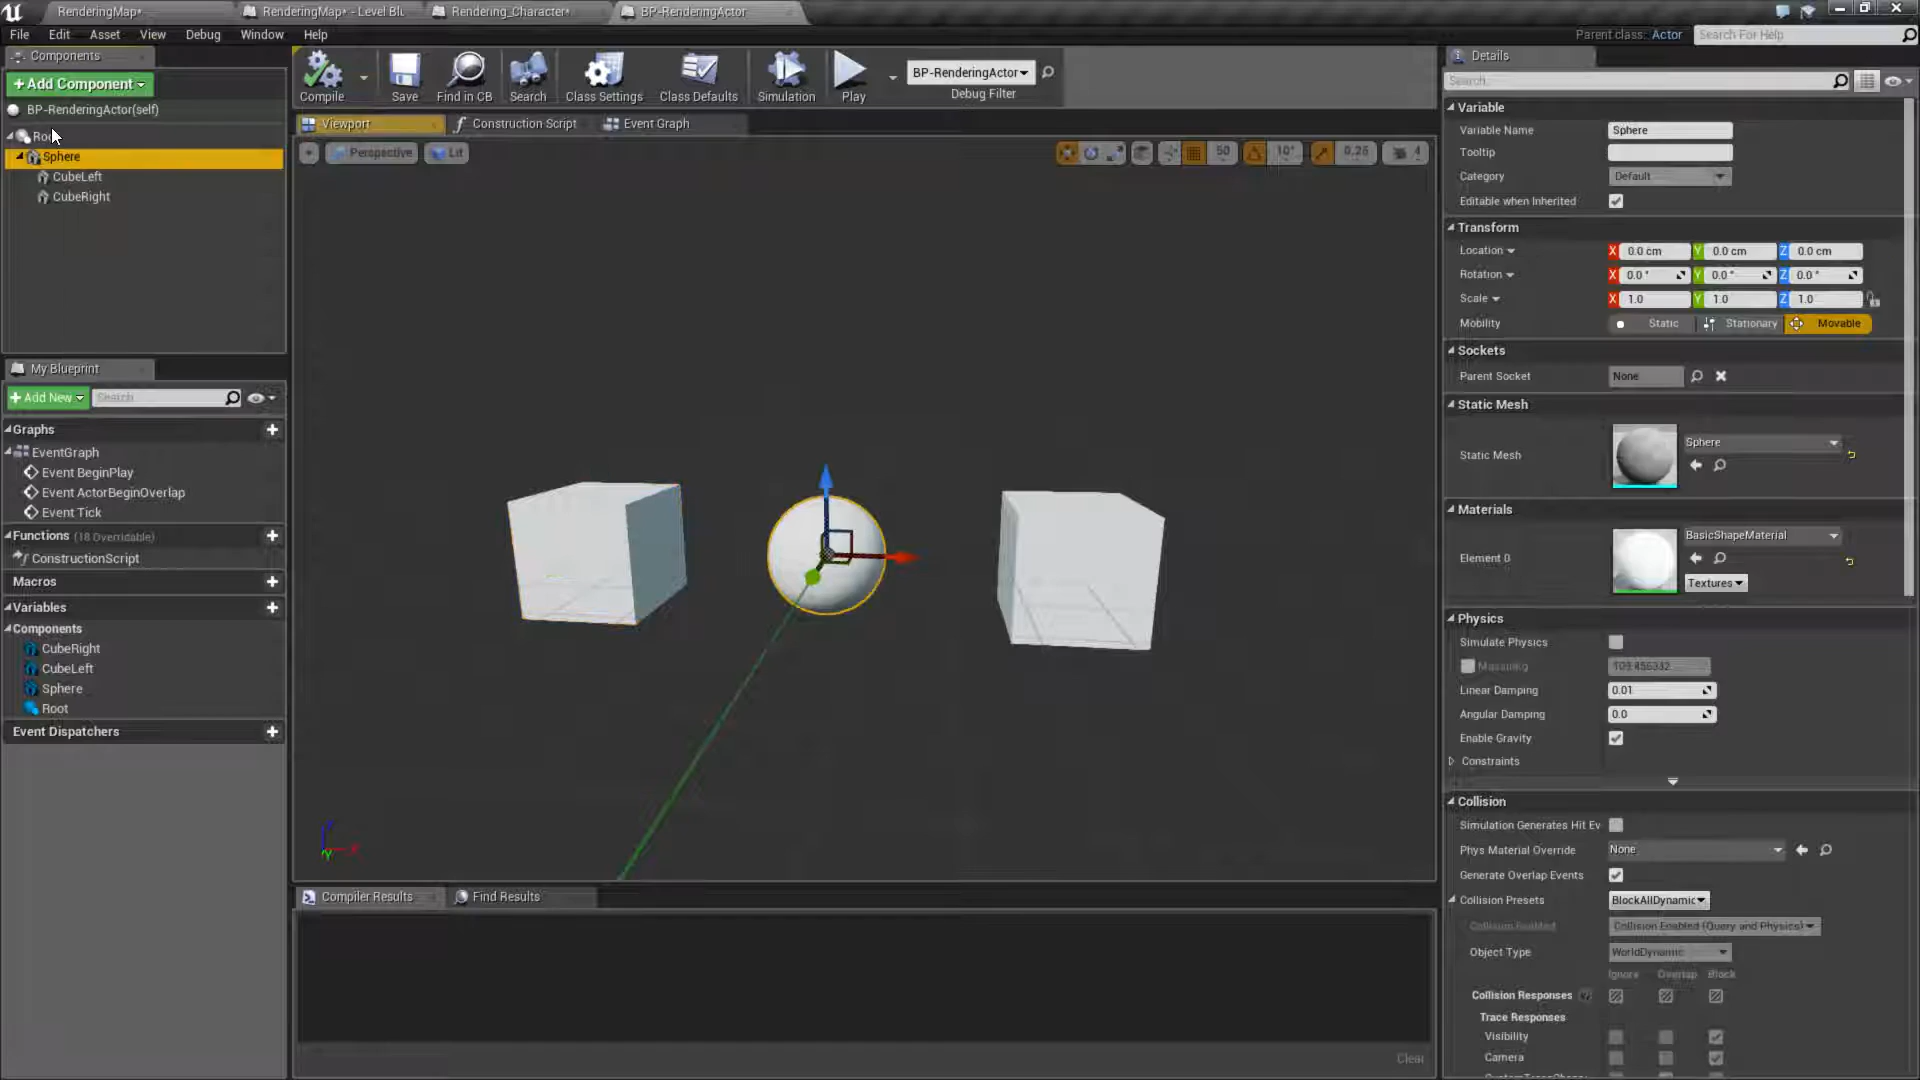 RenderingMap*
RenderingMap* - Level Blu
Rendering_Character*
BP-RenderingActor
File Edit Asset View Debug Window Help
Parent class: Actor
Search For Help
Components
+Add Component
BP-RenderingActor(self)
Roo
Sphere
CubeLeft
CubeRight
Compile
Save
Find in CB
Search
Class Settings
Class Defaults
Simulation
Play
BP-RenderingActor
Debug Filter
Viewport
Construction Script
Event Graph
Perspective
Lit
50
10°
0.25
4
My Blueprint
+Add New
Search
Graphs
EventGraph
Event BeginPlay
Event ActorBeginOverlap
Event Tick
Functions (18 Overridable)
ConstructionScript
Macros
Variables
Components
CubeRight
CubeLeft
Sphere
Root
Event Dispatchers
Compiler Results
Find Results
Clear
Details
Search
Variable
Variable Name Sphere
Tooltip
Category Default
Editable when Inherited
Transform
Location X 0.0 cm Y 0.0 cm Z 0.0 cm
Rotation X 0.0 ° Y 0.0 ° Z 0.0 °
Scale X 1.0 Y 1.0 Z 1.0
Mobility Static Stationary Movable
Sockets
Parent Socket None
Static Mesh
Static Mesh Sphere
Materials
Element 0 BasicShapeMaterial
Textures
Physics
Simulate Physics
MassInKg
Linear Damping 0.01
Angular Damping 0.0
Enable Gravity
Constraints
Collision
Simulation Generates Hit Ev
Phys Material Override None
Generate Overlap Events
Collision Presets BlockAllDynamic
Collision Enabled Collision Enabled (Query and Physics)
Object Type WorldDynamic
Ignore Overlap Block
Collision Responses
Trace Responses
Visibility
Camera